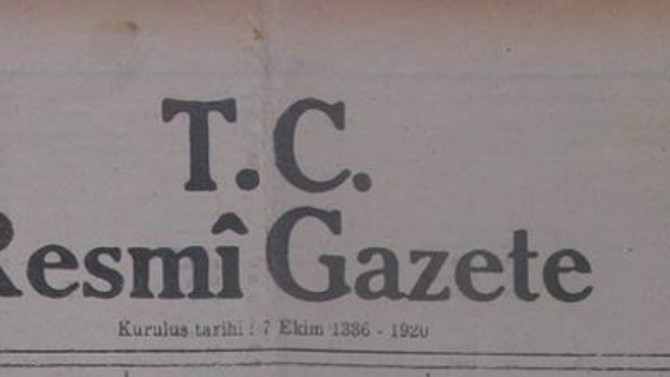 T.C.
Resmî Gazete
Kuruluş tarihi : 7 Ekim 1336 - 1920